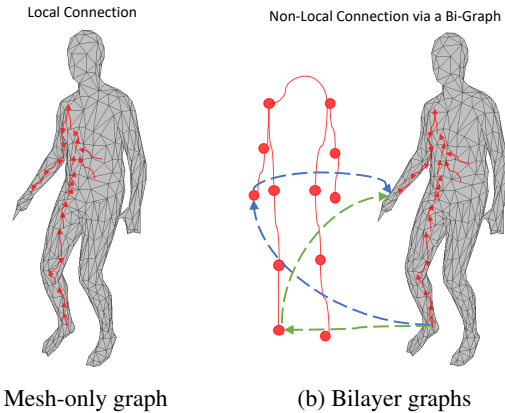 Local Connection
Non-Local Connection via a Bi-Graph
Mesh-only graph
(b) Bilayer graphs